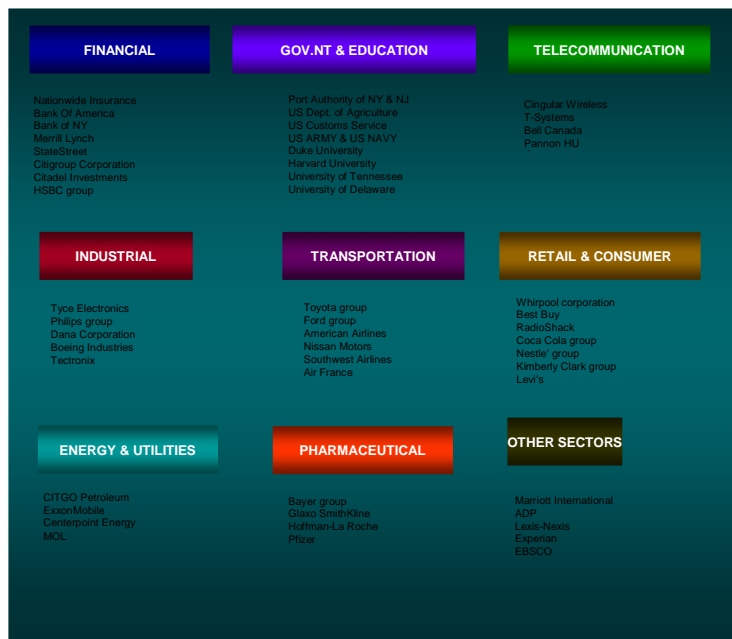 FINANCIAL
Nationwide Insurance
Bank Of America
Bank of NY
Merrill Lynch
StateStreet
Citigroup Corporation
Citadel Investments
HSBC group
GOV.NT & EDUCATION
Port Authority of NY & NJ
US Dept. of Agriculture
US Customs Service
US ARMY & US NAVY
Duke University
Harvard University
University of Tennessee
University of Delaware
TELECOMMUNICATION
Cingular Wireless
T-Systems
Bell Canada
Pannon HU
INDUSTRIAL
Tyce Electronics
Philips group
Dana Corporation
Boeing Industries
Tectronix
TRANSPORTATION
Toyota group
Ford group
American Airlines
Nissan Motors
Southwest Airlines
Air France
RETAIL & CONSUMER
Whirpool corporation
Best Buy
RadioShack
Coca Cola group
Nestle' group
Kimberly Clark group
Levi's
ENERGY & UTILITIES
CITGO Petroleum
ExxonMobile
Centerpoint Energy
MOL
PHARMACEUTICAL
Bayer group
Glaxo SmithKline
Hoffman-La Roche
Pfizer
OTHER SECTORS
Marriott International
ADP
Lexis-Nexis
Experian
EBSCO